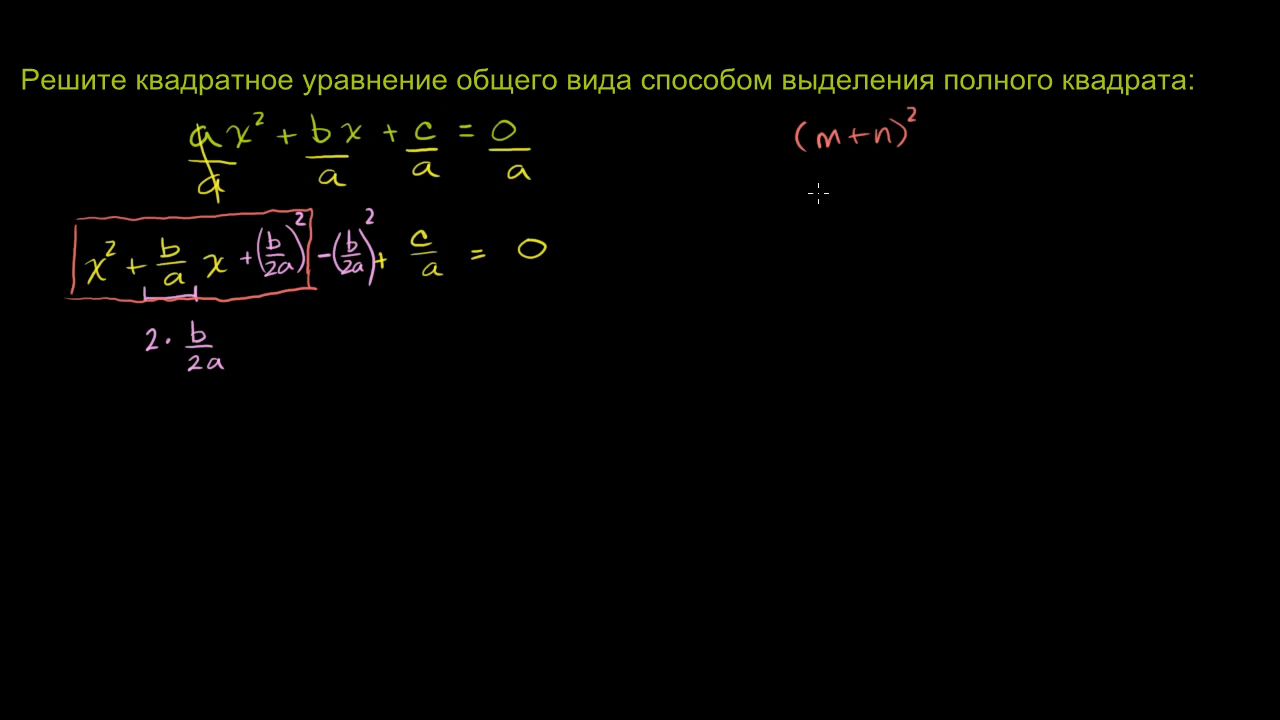 Решите квадратное уравнение общего вида способом выделения полного квадрата:
ax²/a + bx/a + c/a = 0/a
(m+n)²
x² + b/a x + (b/2a)² - (b/2a)² + c/a = 0
2 · b/2a